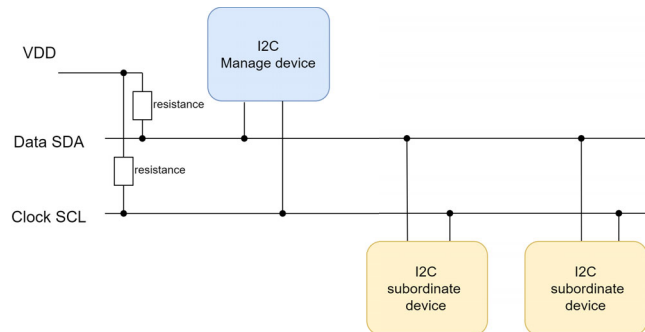 I2C
Manage device
VDD
resistance
Data SDA
resistance
Clock SCL
I2C
subordinate
device
I2C
subordinate
device